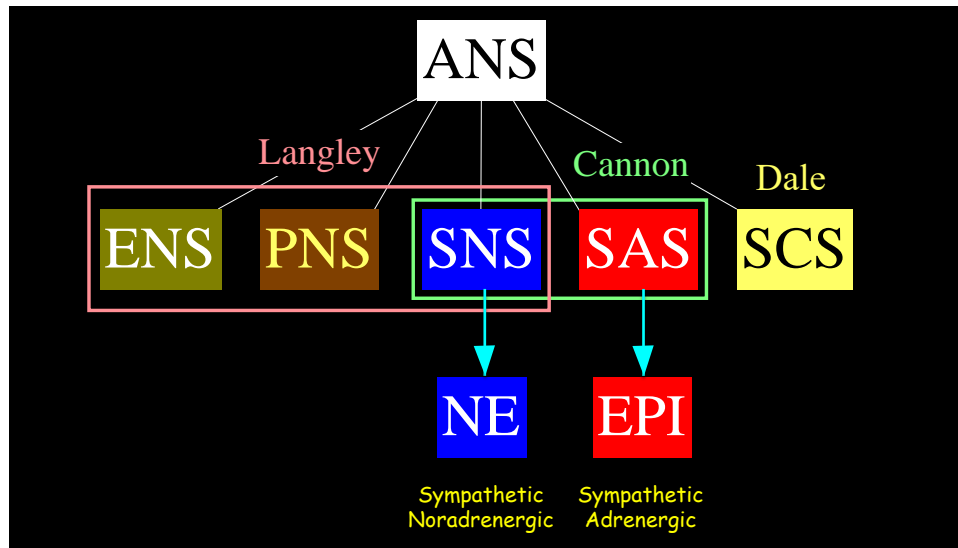 ANS
Langley
Cannon
Dale
ENS
PNS
SNS
SAS
SCS
NE
EPI
Sympathetic
Noradrenergic
Sympathetic
Adrenergic